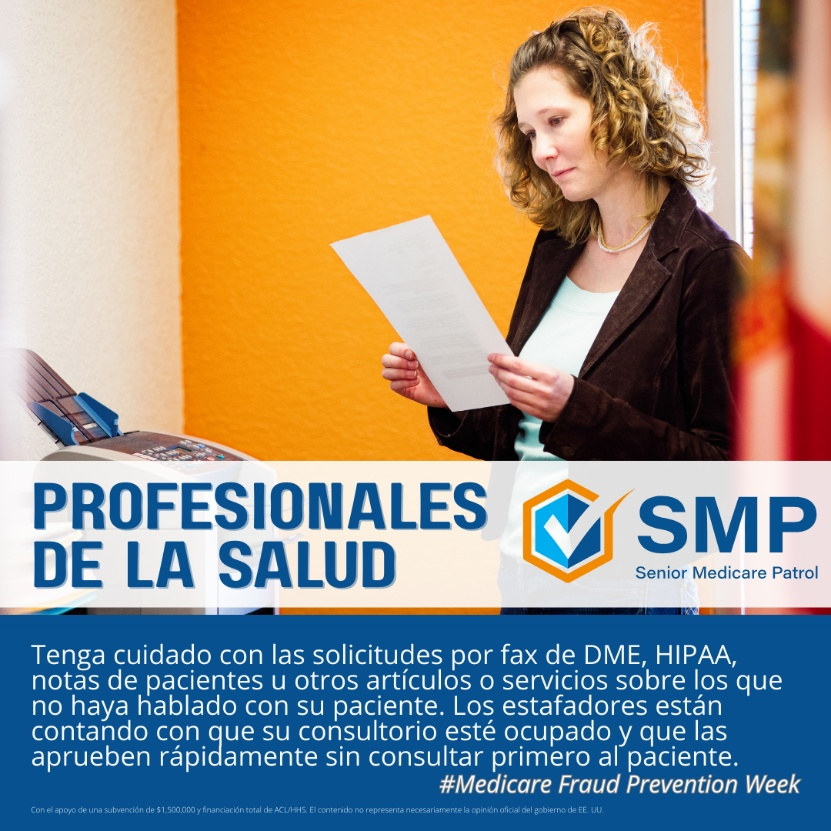 PROFESIONALES
DE LA SALUD
SMP
Senior Medicare Patrol
Tenga cuidado con las solicitudes por fax de DME, HIPAA,
notas de pacientes u otros artículos o servicios sobre los que
no haya hablado con su paciente. Los estafadores están
contando con que su consultorio esté ocupado y que las
aprueben rápidamente sin consultar primero al paciente.
#Medicare Fraud Prevention Week
Con el apoyo de una subvención de $1,500,000 y financiación total de ACL/HHS. El contenido no representa necesariamente la opinión oficial del gobierno de EE. UU.